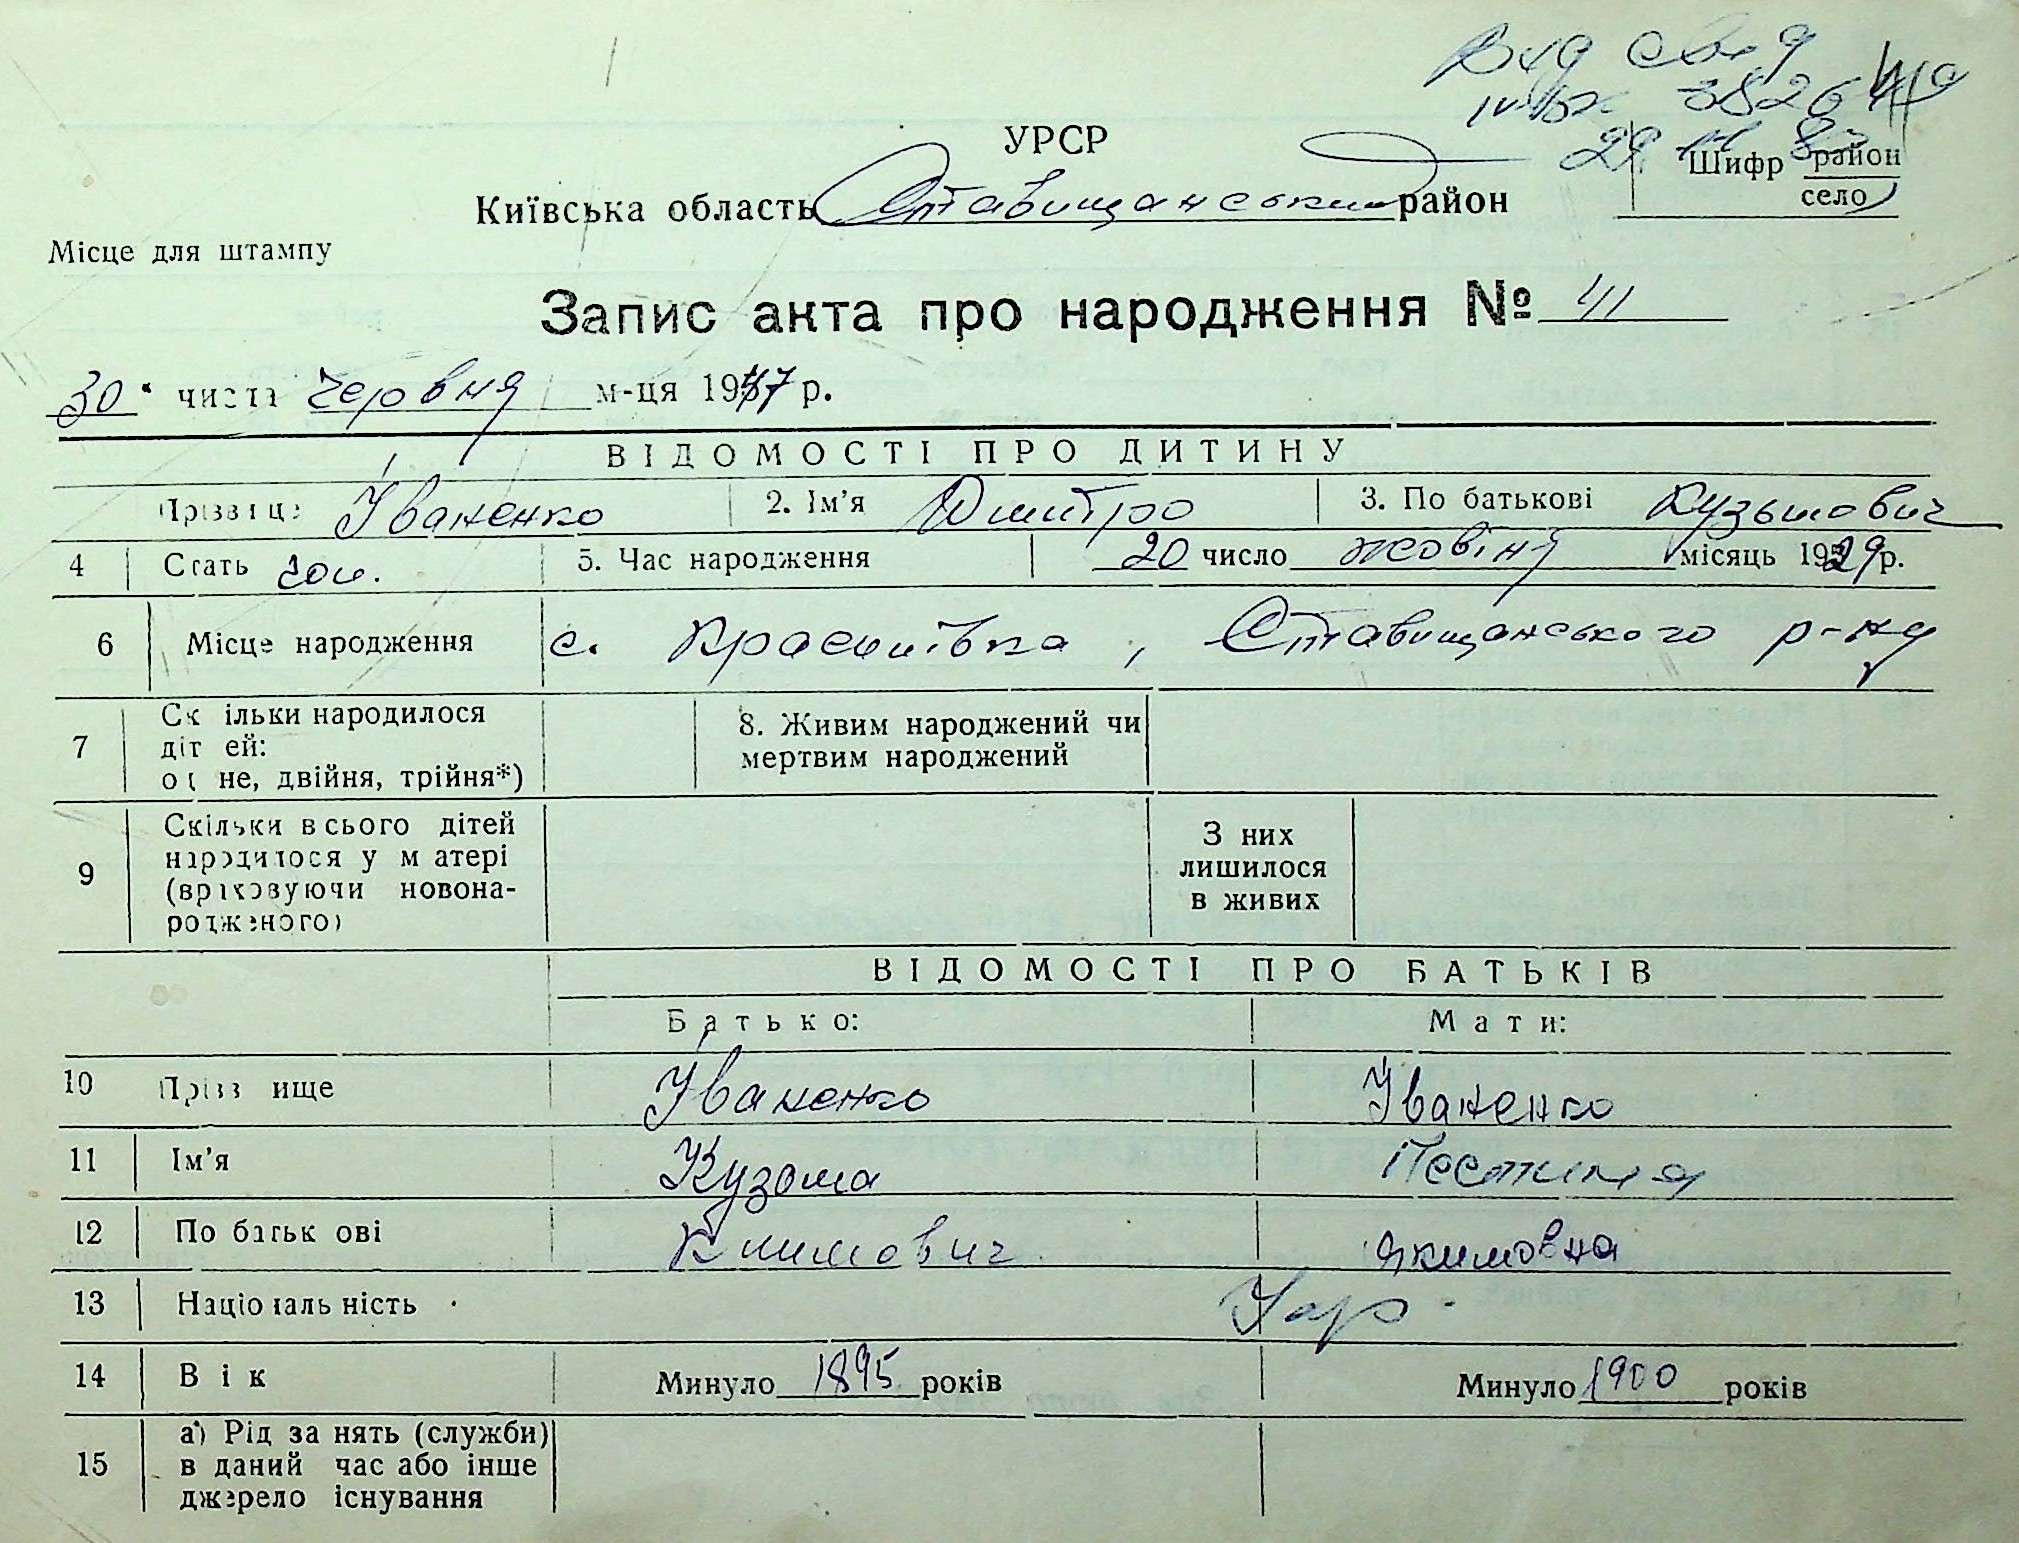 УРСР
Шифр район
село
Київська область Ставищанський район
Місце для штампу
Запис акта про народження № 41
30 числа червня м-ця 1947 р.
ВІДОМОСТІ ПРО ДИТИНУ
Прізвище Іваненко 2. Ім'я Дмитро 3. По батькові Кузьмович
4 Стать чол. 5. Час народження 20 число жовтня місяць 1929 р.
6 Місце народження с. Красилівка, Ставищанського р-ну
7 Скільки народилося дітей: одне, двійня, трійня*) 8. Живим народжений чи мертвим народжений
9 Скільки всього дітей народилося у матері (враховуючи новонародженого) З них лишилося в живих
ВІДОМОСТІ ПРО БАТЬКІВ
Батько: Мати:
10 Прізвище Іваненко Іваненко
11 Ім'я Кузьма Пестина
12 По батькові Климович Якимовна
13 Національність Укр.
14 Вік Минуло 1895 років Минуло 1900 років
15 а) Рід занять (служби) в даний час або інше джерело існування